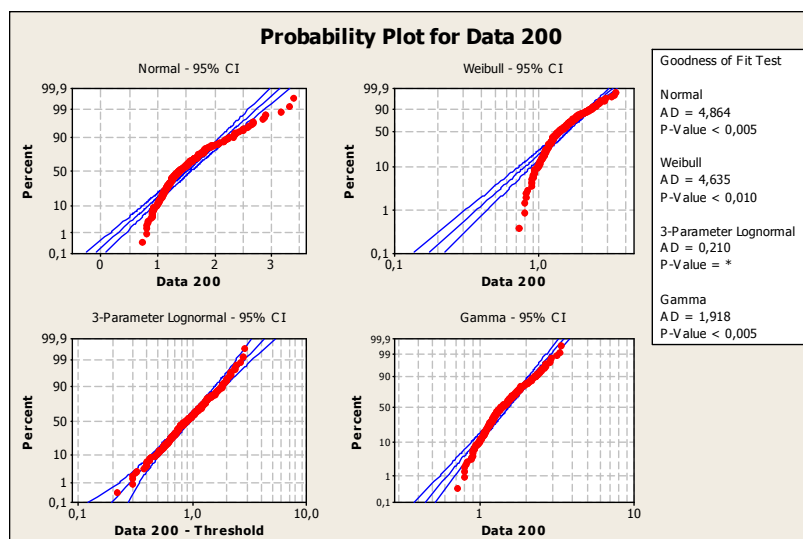 Probability Plot for Data 200
Normal - 95% CI
Percent
99,9
99
90
50
10
1
0,1
0 1 2 3
Data 200
Weibull - 95% CI
Percent
99,9
90
50
10
1
0,1
0,1 1,0
Data 200
3-Parameter Lognormal - 95% CI
Percent
99,9
99
90
50
10
1
0,1
0,1 1,0 10,0
Data 200 - Threshold
Gamma - 95% CI
Percent
99,9
99
90
50
10
1
0,1
1 10
Data 200
Goodness of Fit Test
Normal
AD = 4,864
P-Value < 0,005
Weibull
AD = 4,635
P-Value < 0,010
3-Parameter Lognormal
AD = 0,210
P-Value = *
Gamma
AD = 1,918
P-Value < 0,005